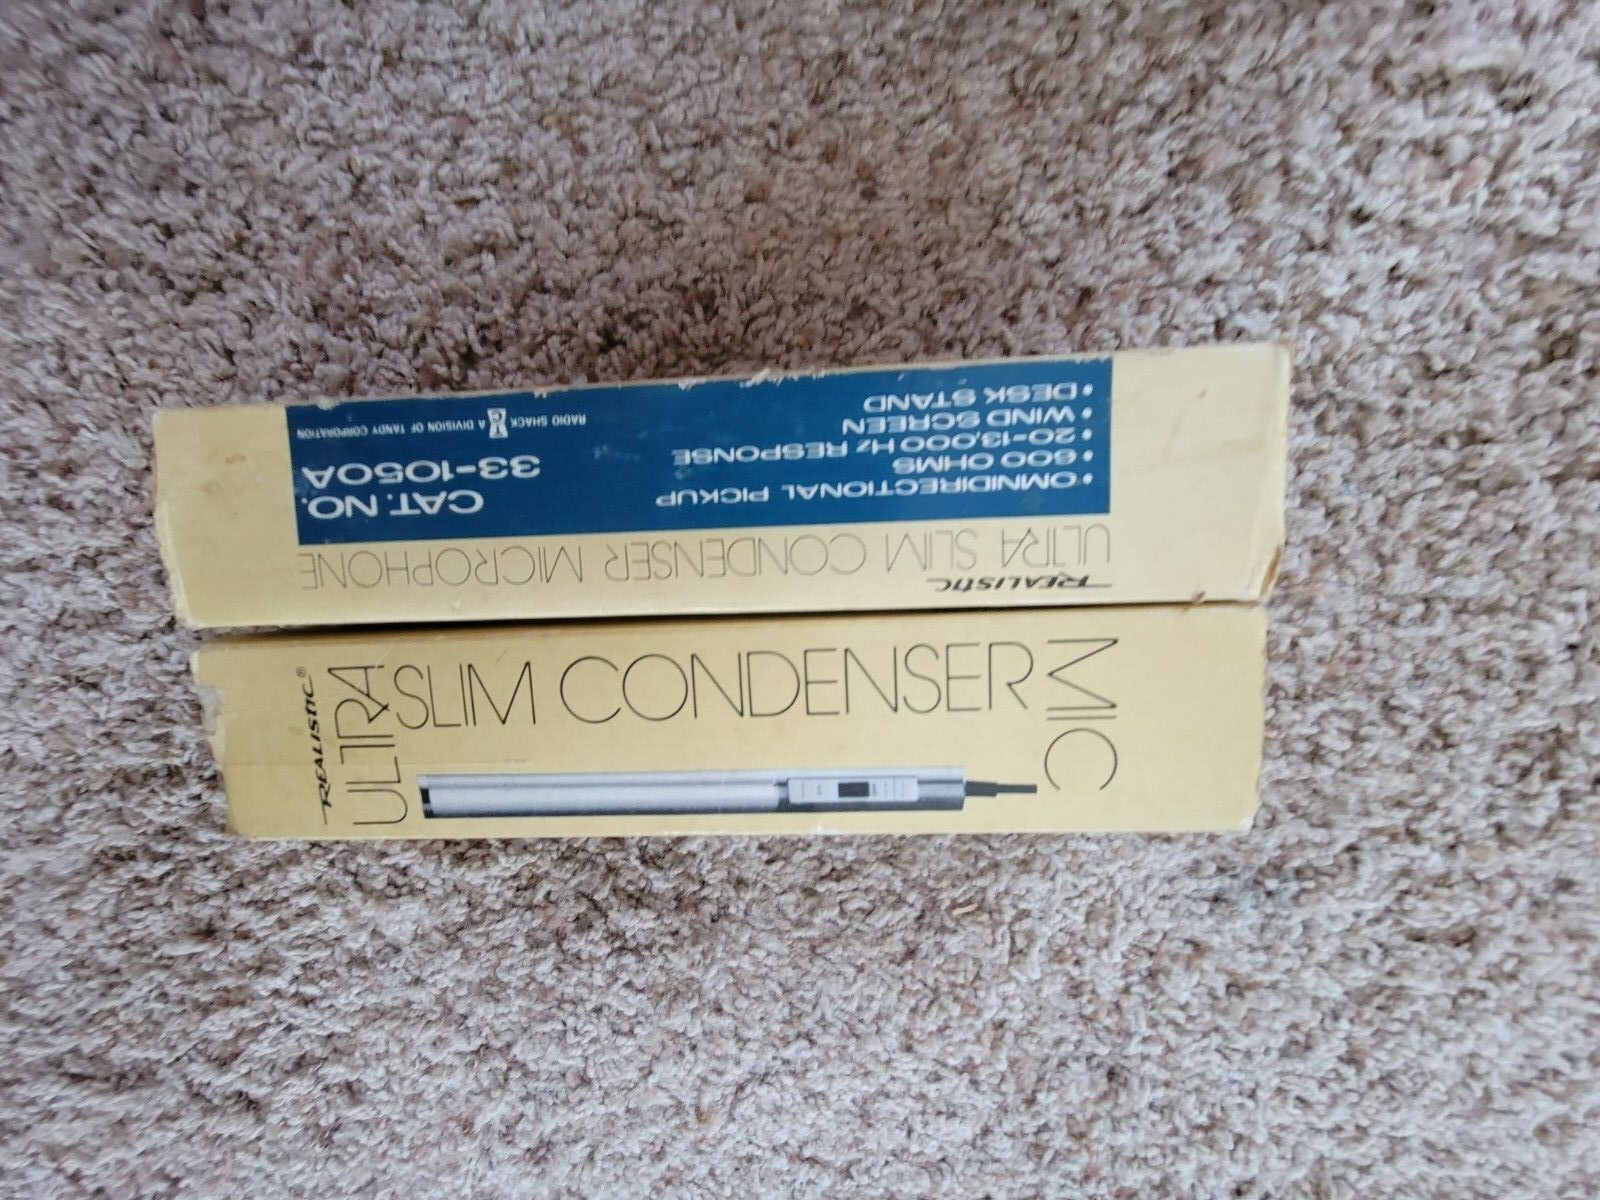 REALISTIC
ULTRA SLIM CONDENSER MICROPHONE
• OMNIDIRECTIONAL PICKUP
• 600 OHMS
• 20-13,000 Hz RESPONSE
• WIND SCREEN
• DESK STAND
CAT. NO.
33-1050A
RADIO SHACK A DIVISION OF TANDY CORPORATION
REALISTIC®
ULTRA
SLIM CONDENSER
MIC